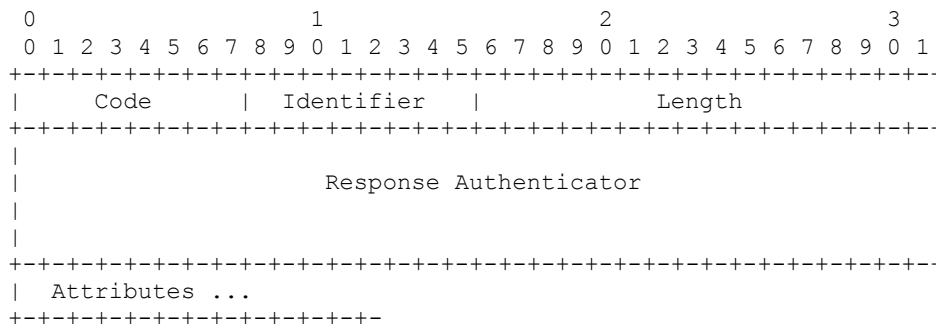 0 1 2 3
0 1 2 3 4 5 6 7 8 9 0 1 2 3 4 5 6 7 8 9 0 1 2 3 4 5 6 7 8 9 0 1
+-+-+-+-+-+-+-+-+-+-+-+-+-+-+-+-+-+-+-+-+-+-+-+-+-+-+-+-+-+-+-+-
| Code | Identifier | Length
+-+-+-+-+-+-+-+-+-+-+-+-+-+-+-+-+-+-+-+-+-+-+-+-+-+-+-+-+-+-+-+-
|
| Response Authenticator
|
|
+-+-+-+-+-+-+-+-+-+-+-+-+-+-+-+-+-+-+-+-+-+-+-+-+-+-+-+-+-+-+-+-
| Attributes ...
+-+-+-+-+-+-+-+-+-+-+-+-+-